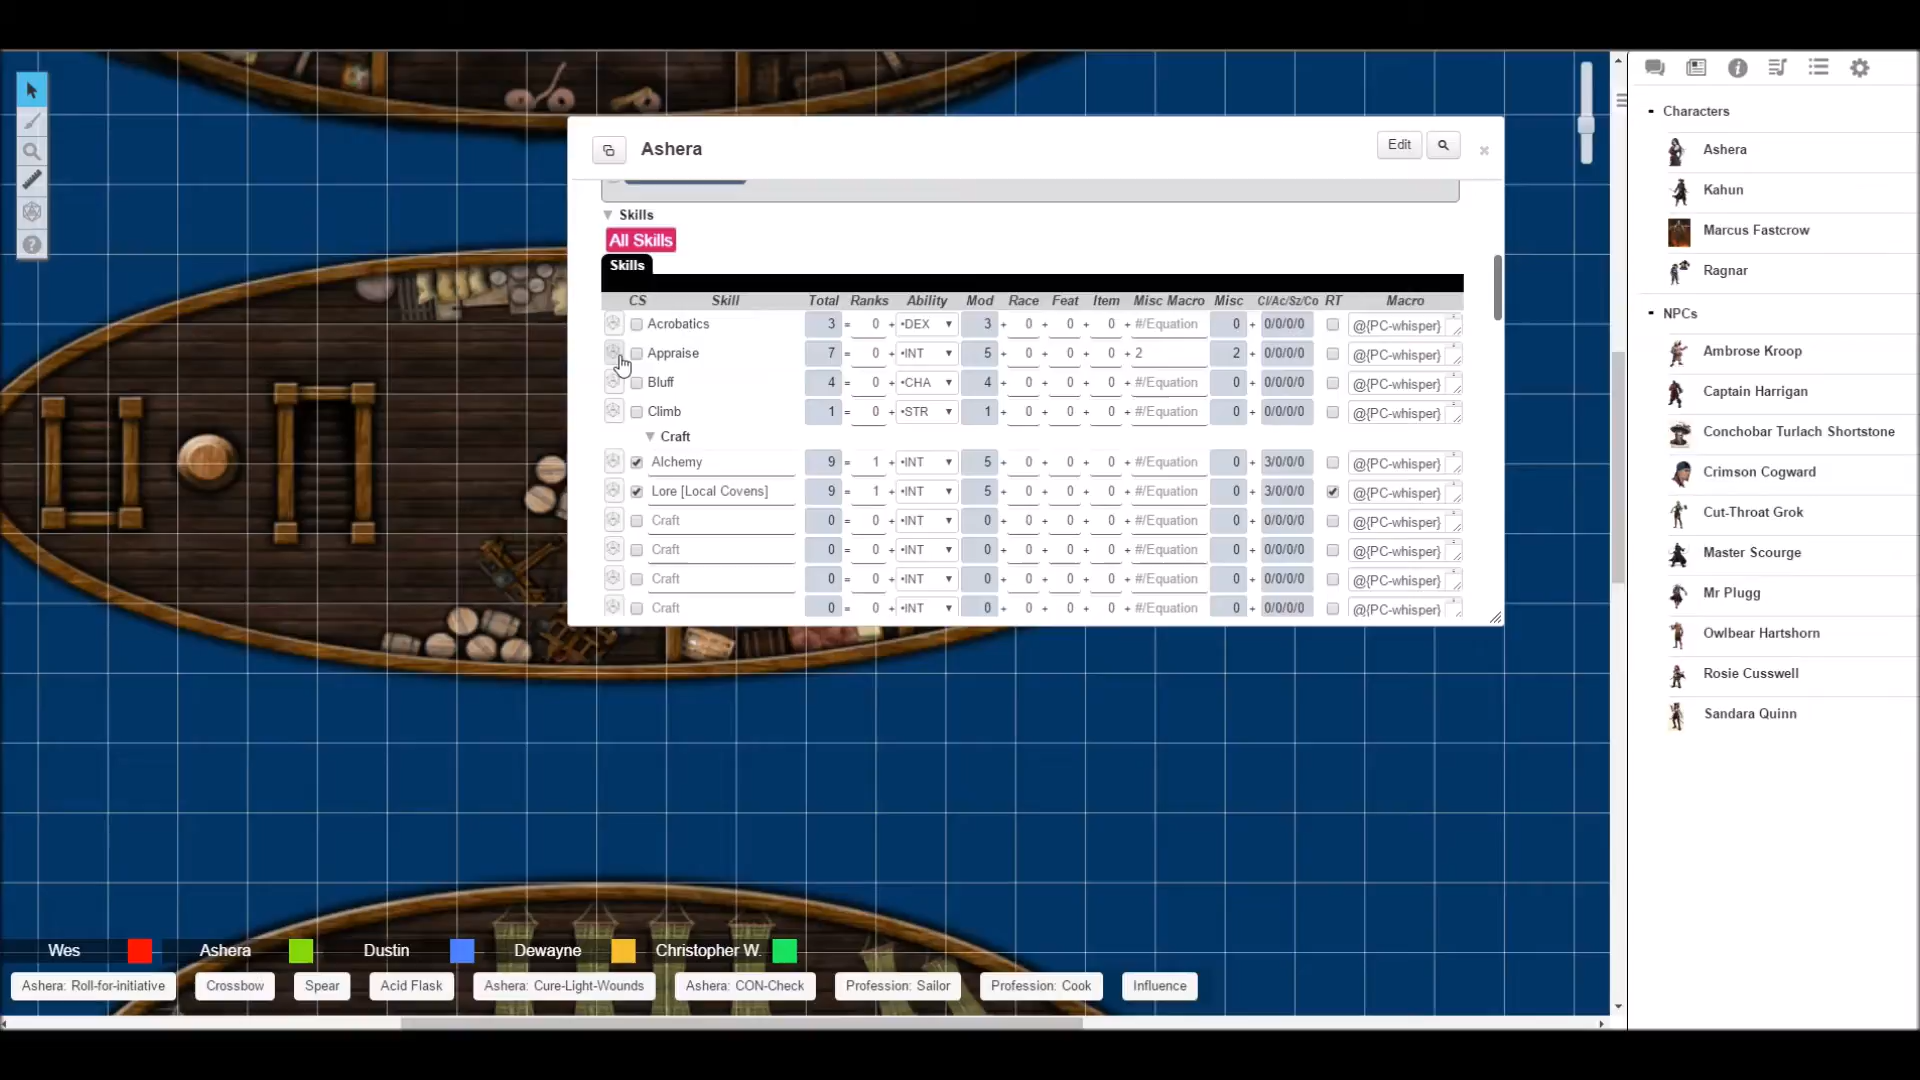 Ashera
Edit
Skills
All Skills
Skills
CS Skill Total Ranks Ability Mod Race Feat Item Misc Macro Misc Cl/Ac/Sz/Co RT Macro
Acrobatics 3 = 0 + •DEX 3 + 0 + 0 + 0 + #/Equation 0 + 0/0/0/0 @{PC-whisper}
Appraise 7 = 0 + •INT 5 + 0 + 0 + 0 + 2 2 + 0/0/0/0 @{PC-whisper}
Bluff 4 = 0 + •CHA 4 + 0 + 0 + 0 + #/Equation 0 + 0/0/0/0 @{PC-whisper}
Climb 1 = 0 + •STR 1 + 0 + 0 + 0 + #/Equation 0 + 0/0/0/0 @{PC-whisper}
Craft
Alchemy 9 = 1 + •INT 5 + 0 + 0 + 0 + #/Equation 0 + 3/0/0/0 @{PC-whisper}
Lore [Local Covens] 9 = 1 + •INT 5 + 0 + 0 + 0 + #/Equation 0 + 3/0/0/0 @{PC-whisper}
Craft 0 = 0 + •INT 0 + 0 + 0 + 0 + #/Equation 0 + 0/0/0/0 @{PC-whisper}
Craft 0 = 0 + •INT 0 + 0 + 0 + 0 + #/Equation 0 + 0/0/0/0 @{PC-whisper}
Craft 0 = 0 + •INT 0 + 0 + 0 + 0 + #/Equation 0 + 0/0/0/0 @{PC-whisper}
Craft 0 = 0 + •INT 0 + 0 + 0 + 0 + #/Equation 0 + 0/0/0/0 @{PC-whisper}
Characters
Ashera
Kahun
Marcus Fastcrow
Ragnar
NPCs
Ambrose Kroop
Captain Harrigan
Conchobar Turlach Shortstone
Crimson Cogward
Cut-Throat Grok
Master Scourge
Mr Plugg
Owlbear Hartshorn
Rosie Cusswell
Sandara Quinn
Wes Ashera Dustin Dewayne Christopher W.
Ashera: Roll-for-initiative Crossbow Spear Acid Flask Ashera: Cure-Light-Wounds Ashera: CON-Check Profession: Sailor Profession: Cook Influence